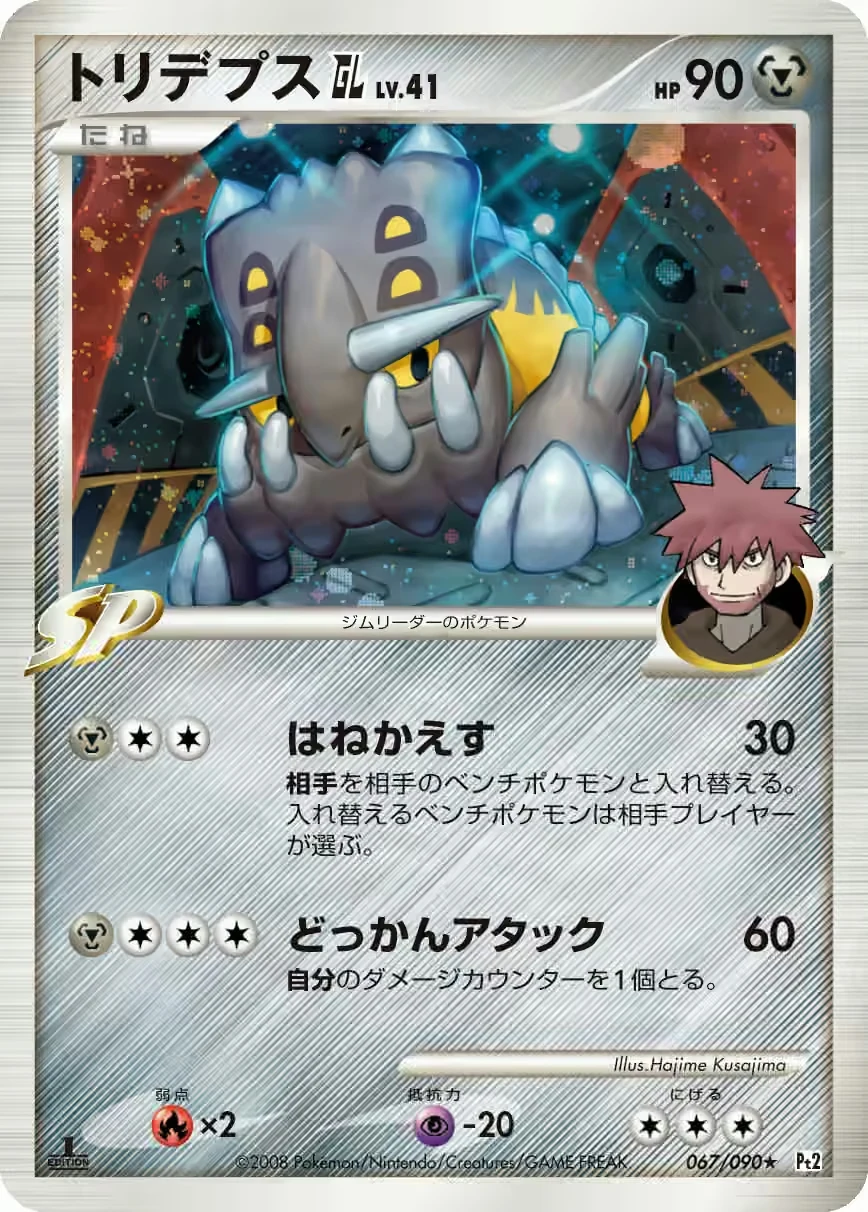 トリデプス GL LV.41 HP 90
たね
SP
ジムリーダーのポケモン
はねかえす 30
相手を相手のベンチポケモンと入れ替える。
入れ替えるベンチポケモンは相手プレイヤー
が選ぶ。
どっかんアタック 60
自分のダメージカウンターを1個とる。
Illus.Hajime Kusajima
弱点 抵抗力 にげる
×2 -20
1 EDITION
©2008 Pokémon/Nintendo/Creatures/GAME FREAK. 067/090★ Pt2